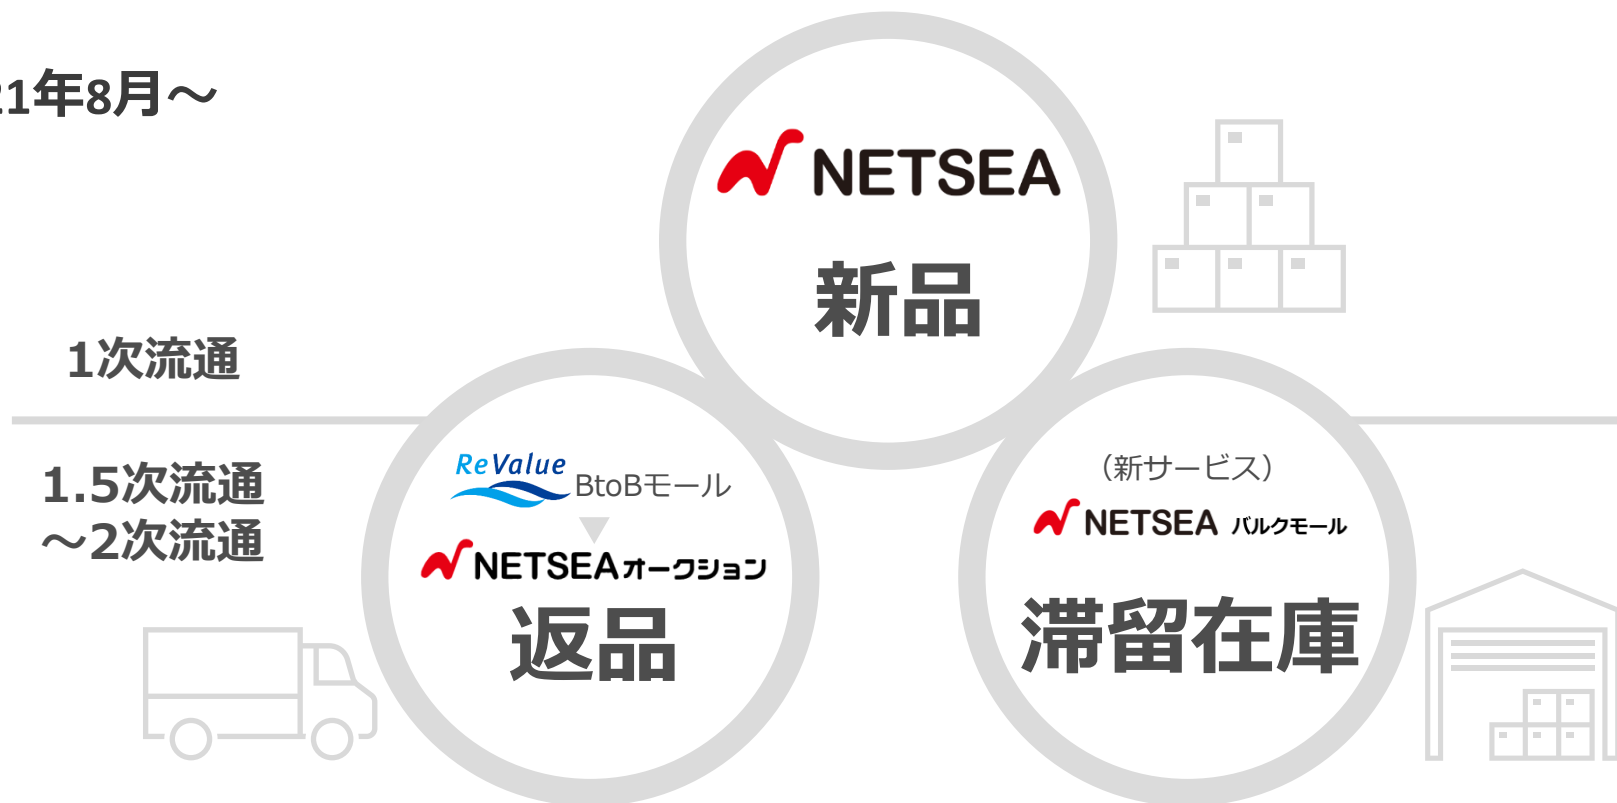 21年8月～
NETSEA
新品
1次流通
1.5次流通
～2次流通
ReValue BtoBモール
NETSEAオークション
返品
（新サービス）
NETSEA バルクモール
滞留在庫